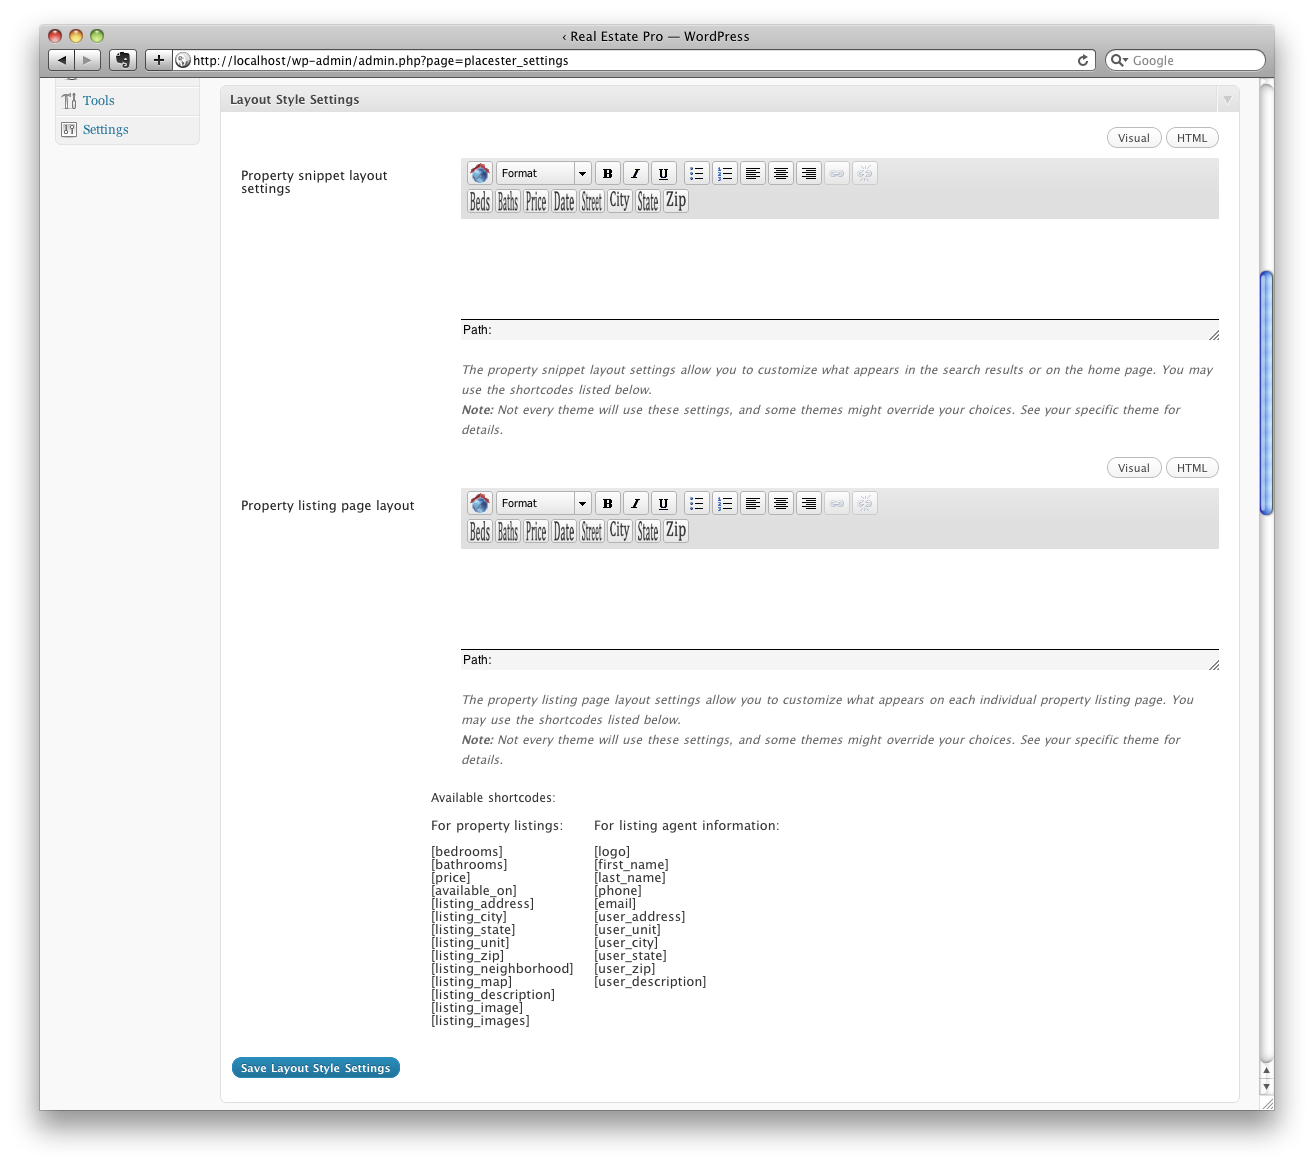 ‹ Real Estate Pro — WordPress
http://localhost/wp-admin/admin.php?page=placester_settings
Google
Tools
Settings
Layout Style Settings
Visual
HTML
Property snippet layout
settings
Format
B I U
Beds Baths Price Date Street City State Zip
Path:
The property snippet layout settings allow you to customize what appears in the search results or on the home page. You may
use the shortcodes listed below.
Note: Not every theme will use these settings, and some themes might override your choices. See your specific theme for
details.
Visual
HTML
Property listing page layout
Format
B I U
Beds Baths Price Date Street City State Zip
Path:
The property listing page layout settings allow you to customize what appears on each individual property listing page. You
may use the shortcodes listed below.
Note: Not every theme will use these settings, and some themes might override your choices. See your specific theme for
details.
Available shortcodes:
For property listings:
[bedrooms]
[bathrooms]
[price]
[available_on]
[listing_address]
[listing_city]
[listing_state]
[listing_unit]
[listing_zip]
[listing_neighborhood]
[listing_map]
[listing_description]
[listing_image]
[listing_images]
For listing agent information:
[logo]
[first_name]
[last_name]
[phone]
[email]
[user_address]
[user_unit]
[user_city]
[user_state]
[user_zip]
[user_description]
Save Layout Style Settings